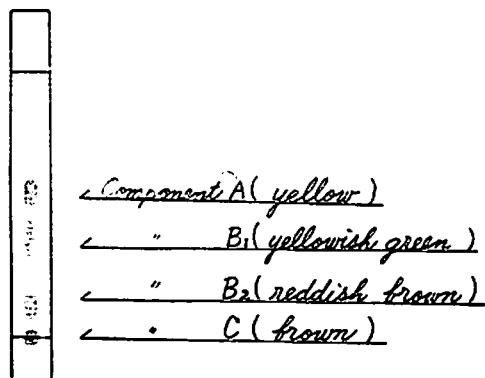 Component A ( yellow )
" B₁ ( yellowish green )
" B₂ ( reddish brown )
" C ( brown )